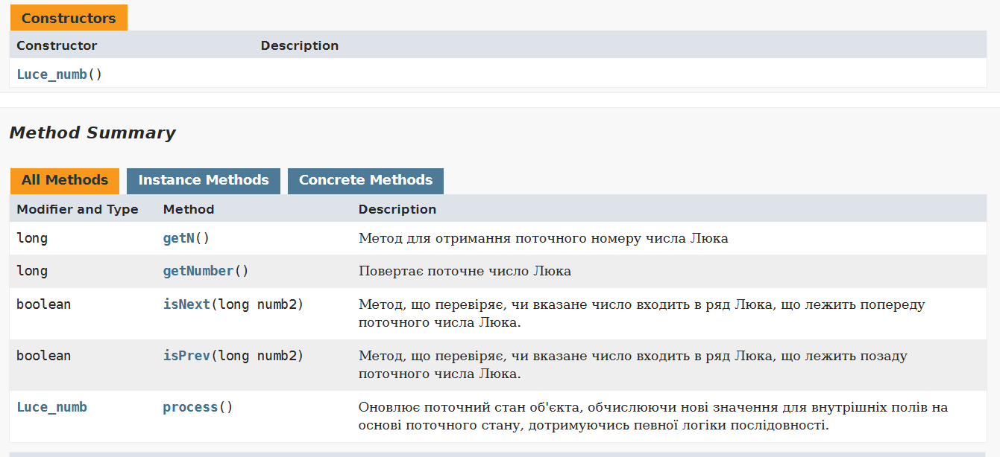 Constructors
Constructor Description
Luce_numb()
Method Summary
All Methods Instance Methods Concrete Methods
Modifier and Type Method Description
long getN() Метод для отримання поточного номеру числа Люка
long getNumber() Повертає поточне число Люка
boolean isNext(long numb2) Метод, що перевіряє, чи вказане число входить в ряд Люка, що лежить попереду
поточного числа Люка.
boolean isPrev(long numb2) Метод, що перевіряє, чи вказане число входить в ряд Люка, що лежить позаду
поточного числа Люка.
Luce_numb process() Оновлює поточний стан об'єкта, обчислюючи нові значення для внутрішніх полів на
основі поточного стану, дотримуючись певної логіки послідовності.